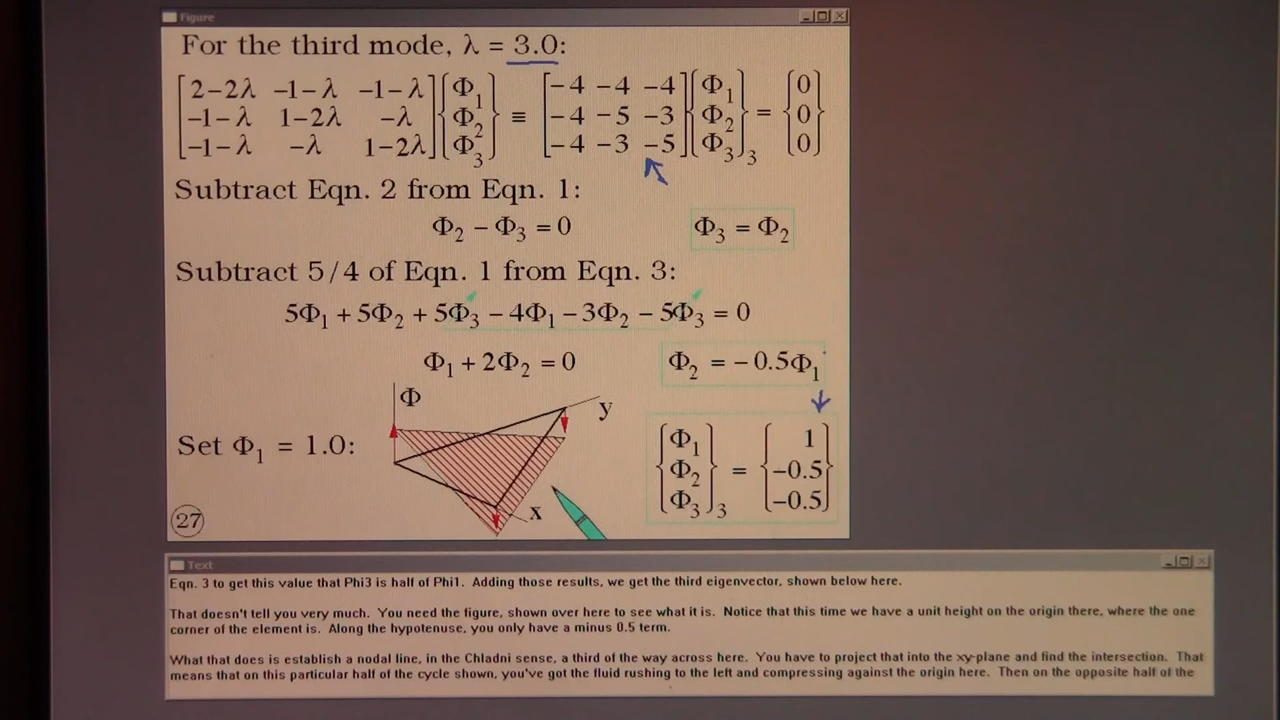 Figure
For the third mode, λ = 3.0:
[2−2λ −1−λ −1−λ] {Φ1} [−4 −4 −4] {Φ1} {0}
[−1−λ 1−2λ −λ] {Φ2} ≡ [−4 −5 −3] {Φ2} = {0}
[−1−λ −λ 1−2λ] {Φ3} [−4 −3 −5] {Φ3}3 {0}
Subtract Eqn. 2 from Eqn. 1:
Φ2 − Φ3 = 0 Φ3 = Φ2
Subtract 5/4 of Eqn. 1 from Eqn. 3:
5Φ1 + 5Φ2 + 5Φ3 − 4Φ1 − 3Φ2 − 5Φ3 = 0
Φ1 + 2Φ2 = 0 Φ2 = −0.5Φ1
Φ
y
Set Φ1 = 1.0:
{Φ1} {1}
{Φ2} = {−0.5}
{Φ3}3 {−0.5}
x
27
Text
Eqn. 3 to get this value that Phi3 is half of Phi1. Adding those results, we get the third eigenvector, shown below here.
That doesn't tell you very much. You need the figure, shown over here to see what it is. Notice that this time we have a unit height on the origin there, where the one
corner of the element is. Along the hypotenuse, you only have a minus 0.5 term.
What that does is establish a nodal line, in the Chladni sense, a third of the way across here. You have to project that into the xy-plane and find the intersection. That
means that on this particular half of the cycle shown, you've got the fluid rushing to the left and compressing against the origin here. Then on the opposite half of the